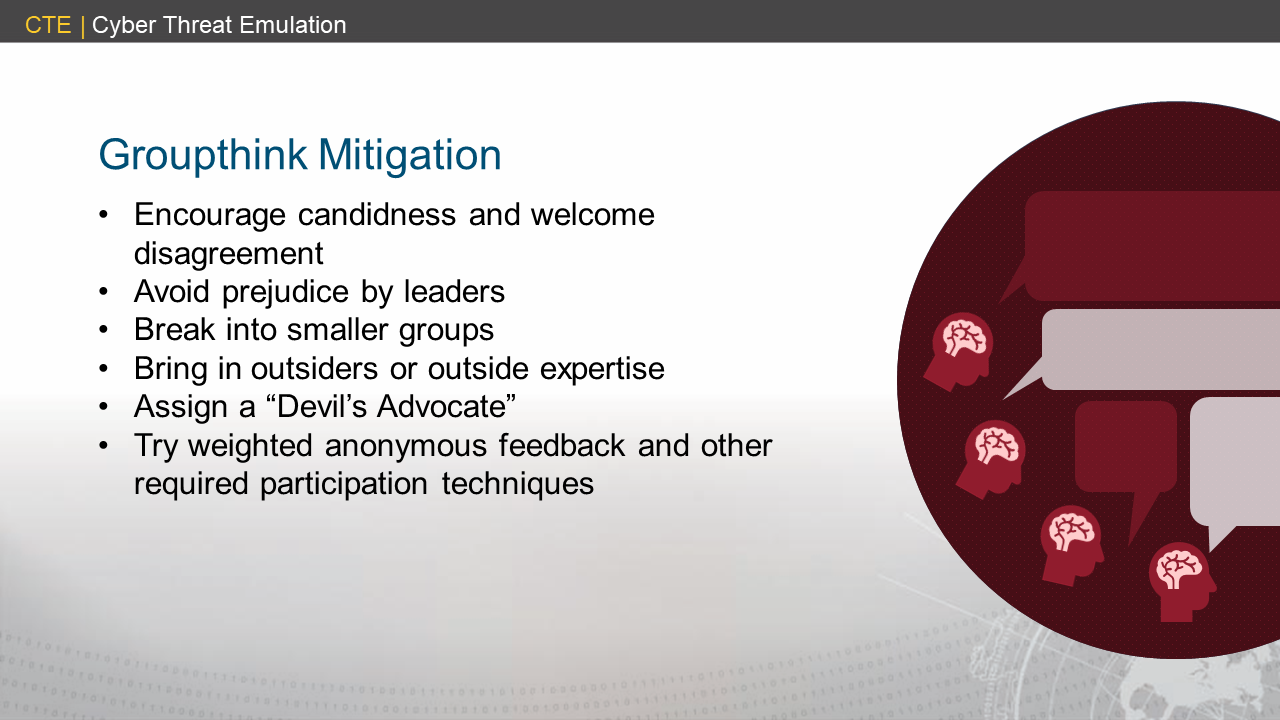 CTE | Cyber Threat Emulation
Groupthink Mitigation
• Encourage candidness and welcome
disagreement
• Avoid prejudice by leaders
• Break into smaller groups
• Bring in outsiders or outside expertise
• Assign a “Devil’s Advocate”
• Try weighted anonymous feedback and other
required participation techniques